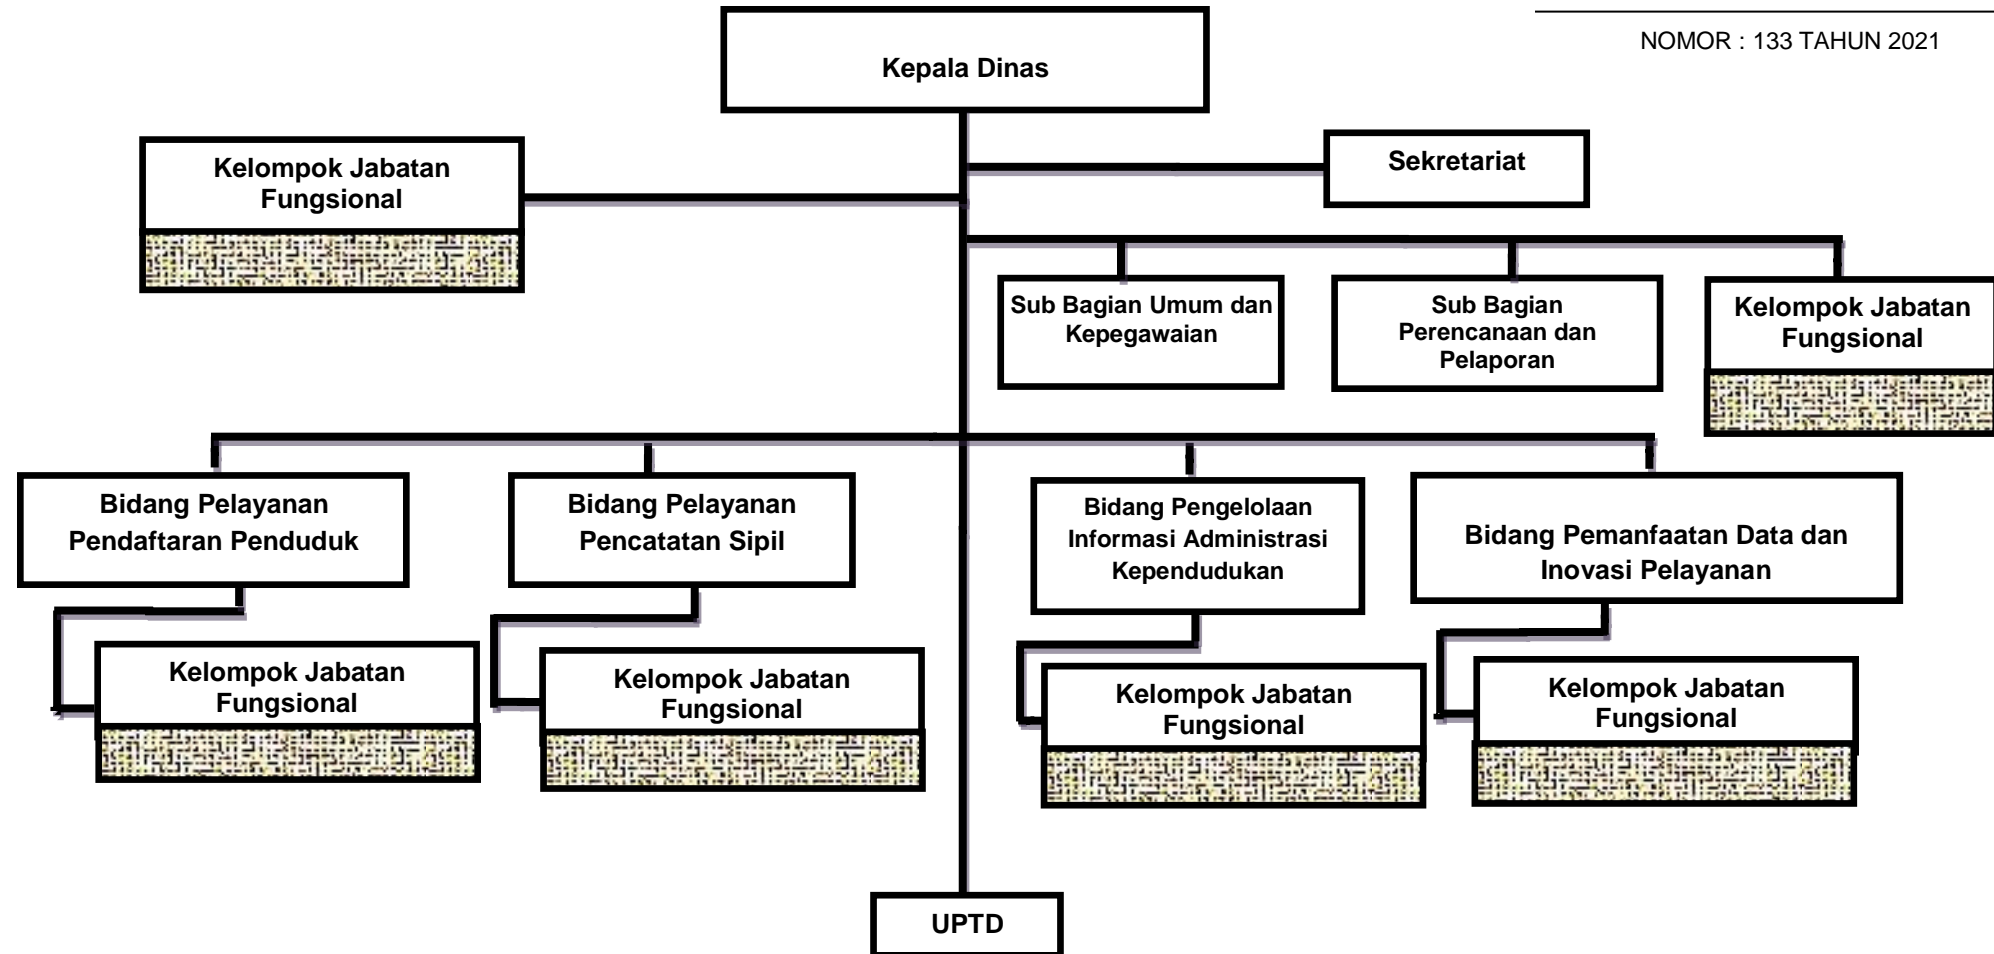 NOMOR : 133 TAHUN 2021
Kepala Dinas
Kelompok Jabatan
Fungsional
Sekretariat
Sub Bagian Umum dan
Kepegawaian
Sub Bagian
Perencanaan dan
Pelaporan
Kelompok Jabatan
Fungsional
Bidang Pelayanan
Pendaftaran Penduduk
Bidang Pelayanan
Pencatatan Sipil
Bidang Pengelolaan
Informasi Administrasi
Kependudukan
Bidang Pemanfaatan Data dan
Inovasi Pelayanan
Kelompok Jabatan
Fungsional
Kelompok Jabatan
Fungsional
Kelompok Jabatan
Fungsional
Kelompok Jabatan
Fungsional
UPTD